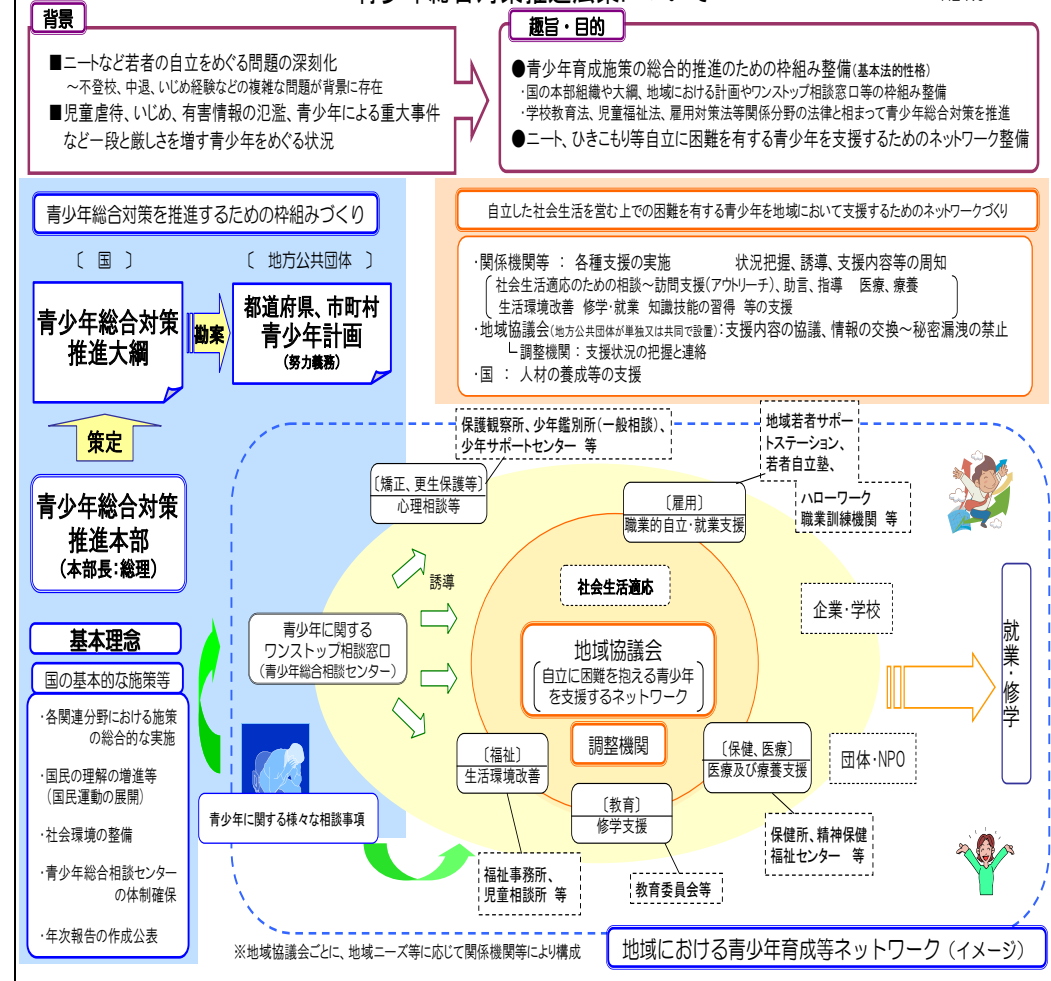 青少年総合対策推進法案について
背景
■ニートなど若者の自立をめぐる問題の深刻化
～不登校、中退、いじめ経験などの複雑な問題が背景に存在
■児童虐待、いじめ、有害情報の氾濫、青少年による重大事件
など一段と厳しさを増す青少年をめぐる状況
趣旨・目的
●青少年育成施策の総合的推進のための枠組み整備(基本法的性格)
・国の本部組織や大綱、地域における計画やワンストップ相談窓口等の枠組み整備
・学校教育法、児童福祉法、雇用対策法等関係分野の法律と相まって青少年総合対策を推進
●ニート、ひきこもり等自立に困難を有する青少年を支援するためのネットワーク整備
青少年総合対策を推進するための枠組みづくり
〔 国 〕
〔 地方公共団体 〕
青少年総合対策
推進大綱
勘案
都道府県、市町村
青少年計画
(努力義務)
策定
青少年総合対策
推進本部
(本部長:総理)
基本理念
国の基本的な施策等
・各関連分野における施策
の総合的な実施
・国民の理解の増進等
(国民運動の展開)
・社会環境の整備
・青少年総合相談センター
の体制確保
・年次報告の作成公表
自立した社会生活を営む上での困難を有する青少年を地域において支援するためのネットワークづくり
・関係機関等 : 各種支援の実施 状況把握、誘導、支援内容等の周知
社会生活適応のための相談～訪問支援(アウトリーチ)、助言、指導 医療、療養
生活環境改善 修学・就業 知識技能の習得 等の支援
・地域協議会(地方公共団体が単独又は共同で設置):支援内容の協議、情報の交換～秘密漏洩の禁止
調整機関 : 支援状況の把握と連絡
・国 : 人材の養成等の支援
保護観察所、少年鑑別所(一般相談)、
少年サポートセンター 等
〔矯正、更生保護等〕
心理相談等
地域若者サポー
トステーション、
若者自立塾、
ハローワーク
職業訓練機関 等
〔雇用〕
職業的自立・就業支援
誘導
社会生活適応
企業・学校
青少年に関する
ワンストップ相談窓口
(青少年総合相談センター)
地域協議会
自立に困難を抱える青少年
を支援するネットワーク
就業・修学
調整機関
〔福祉〕
生活環境改善
〔保健、医療〕
医療及び療養支援
団体・NPO
〔教育〕
修学支援
青少年に関する様々な相談事項
福祉事務所、
児童相談所 等
教育委員会等
保健所、精神保健
福祉センター 等
※地域協議会ごとに、地域ニーズ等に応じて関係機関等により構成
地域における青少年育成等ネットワーク(イメージ)